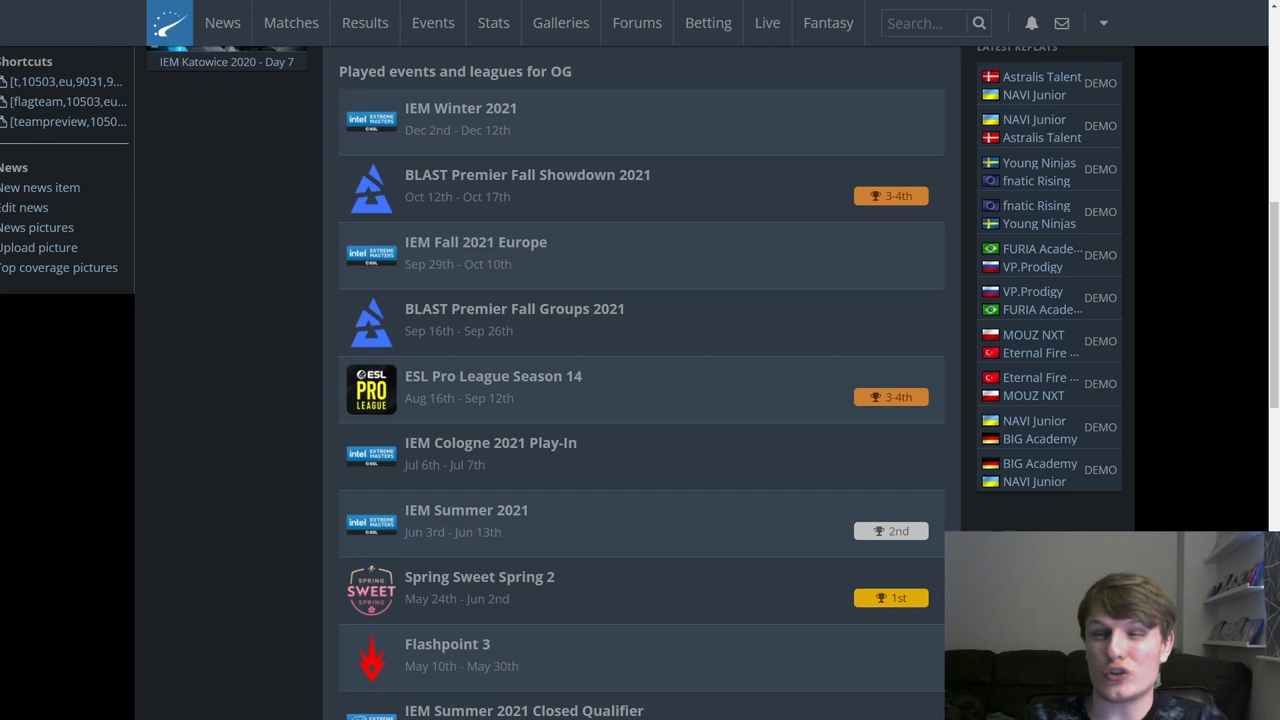 News
Matches
Results
Events
Stats
Galleries
Forums
Betting
Live
Fantasy
Search...
Shortcuts
[t,10503,eu,9031,9...
[flagteam,10503,eu...
[teampreview,1050...
News
New news item
Edit news
News pictures
Upload picture
Top coverage pictures
IEM Katowice 2020 - Day 7
Played events and leagues for OG
IEM Winter 2021
Dec 2nd - Dec 12th
BLAST Premier Fall Showdown 2021
Oct 12th - Oct 17th
3-4th
IEM Fall 2021 Europe
Sep 29th - Oct 10th
BLAST Premier Fall Groups 2021
Sep 16th - Sep 26th
ESL PRO LEAGUE
ESL Pro League Season 14
Aug 16th - Sep 12th
3-4th
IEM Cologne 2021 Play-In
Jul 6th - Jul 7th
IEM Summer 2021
Jun 3rd - Jun 13th
2nd
SPRING SWEET SPRING
Spring Sweet Spring 2
May 24th - Jun 2nd
1st
Flashpoint 3
May 10th - May 30th
IEM Summer 2021 Closed Qualifier
LATEST REPLAYS
Astralis Talent
NAVI Junior
DEMO
NAVI Junior
Astralis Talent
DEMO
Young Ninjas
fnatic Rising
DEMO
fnatic Rising
Young Ninjas
DEMO
FURIA Acade...
VP.Prodigy
DEMO
VP.Prodigy
FURIA Acade...
DEMO
MOUZ NXT
Eternal Fire ...
DEMO
Eternal Fire ...
MOUZ NXT
DEMO
NAVI Junior
BIG Academy
DEMO
BIG Academy
NAVI Junior
DEMO